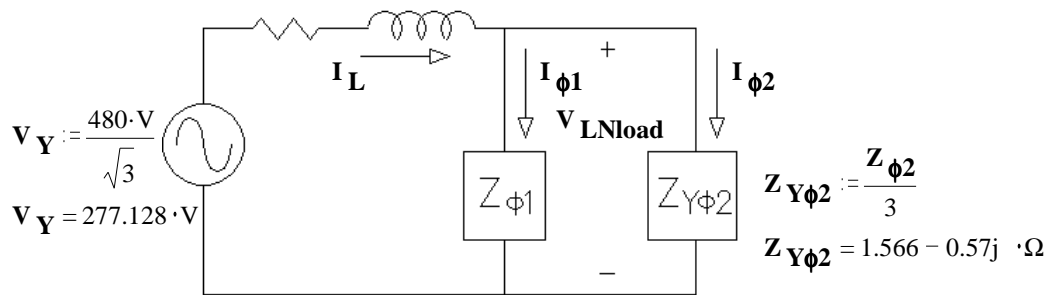 +
I L
I ϕ1
I ϕ2
V LNload
V Y := 480·V / √3
V Y = 277.128 ·V
Z ϕ1
Z Yϕ2
Z Yϕ2 := Z ϕ2 / 3
Z Yϕ2 = 1.566 − 0.57j ·Ω
−